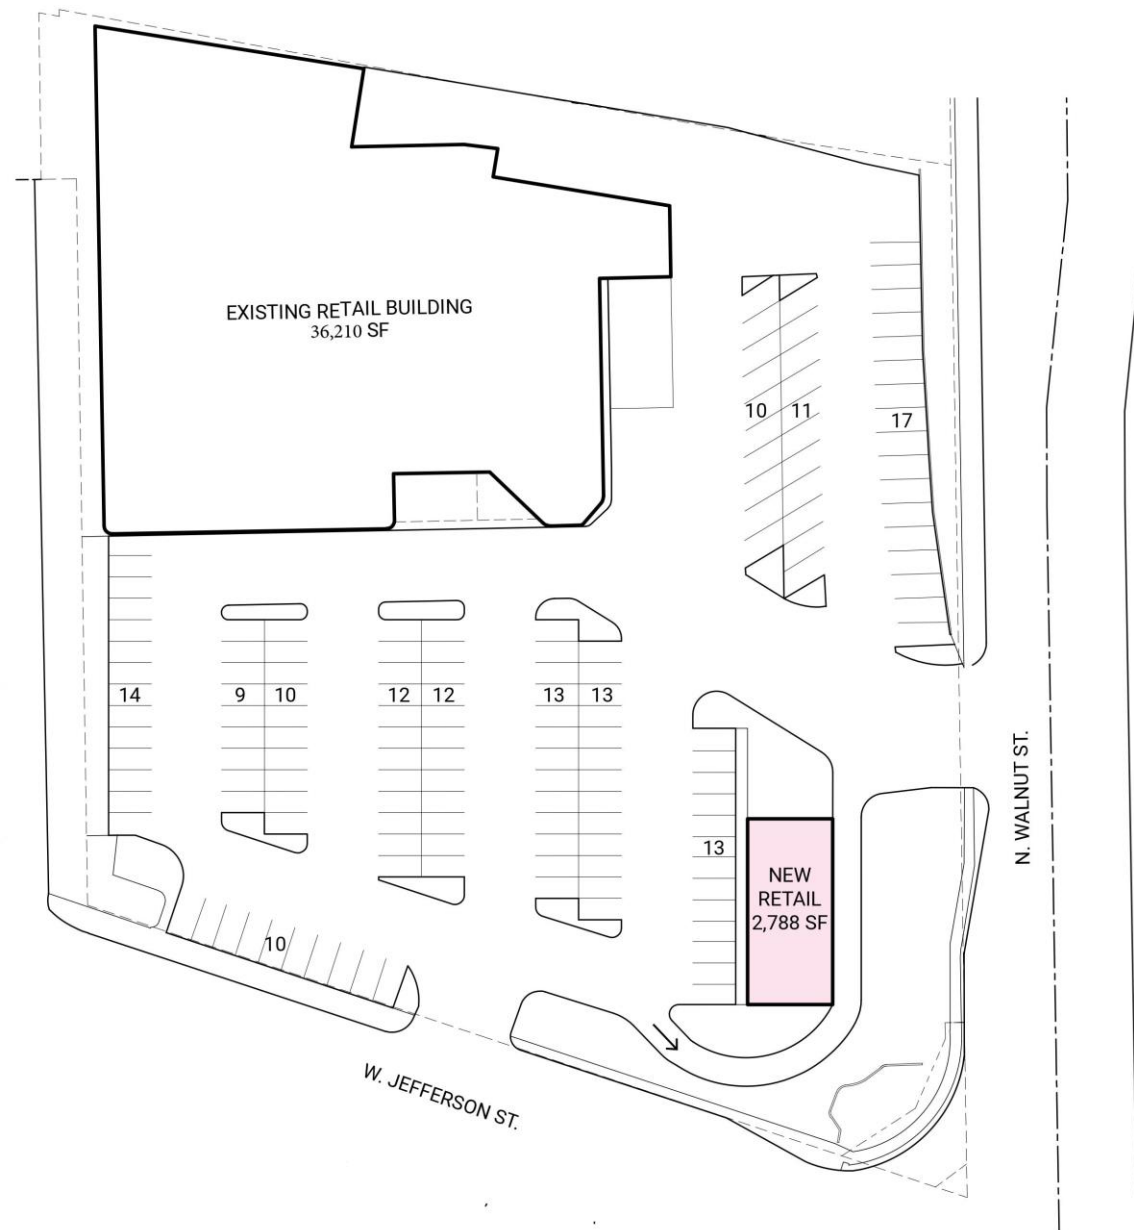 EXISTING RETAIL BUILDING
36,210 SF
10
11
17
14
9
10
12
12
13
13
13
NEW
RETAIL
2,788 SF
10
N. WALNUT ST.
W. JEFFERSON ST.